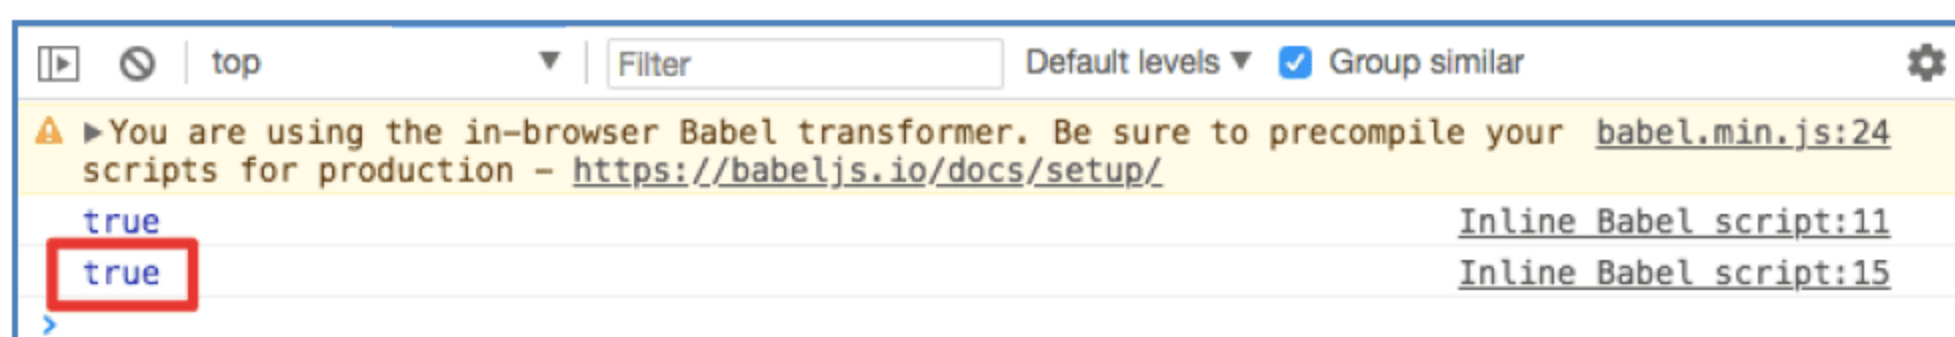 top Filter Default levels Group similar
You are using the in-browser Babel transformer. Be sure to precompile your babel.min.js:24
scripts for production – https://babeljs.io/docs/setup/
true Inline Babel script:11
true Inline Babel script:15